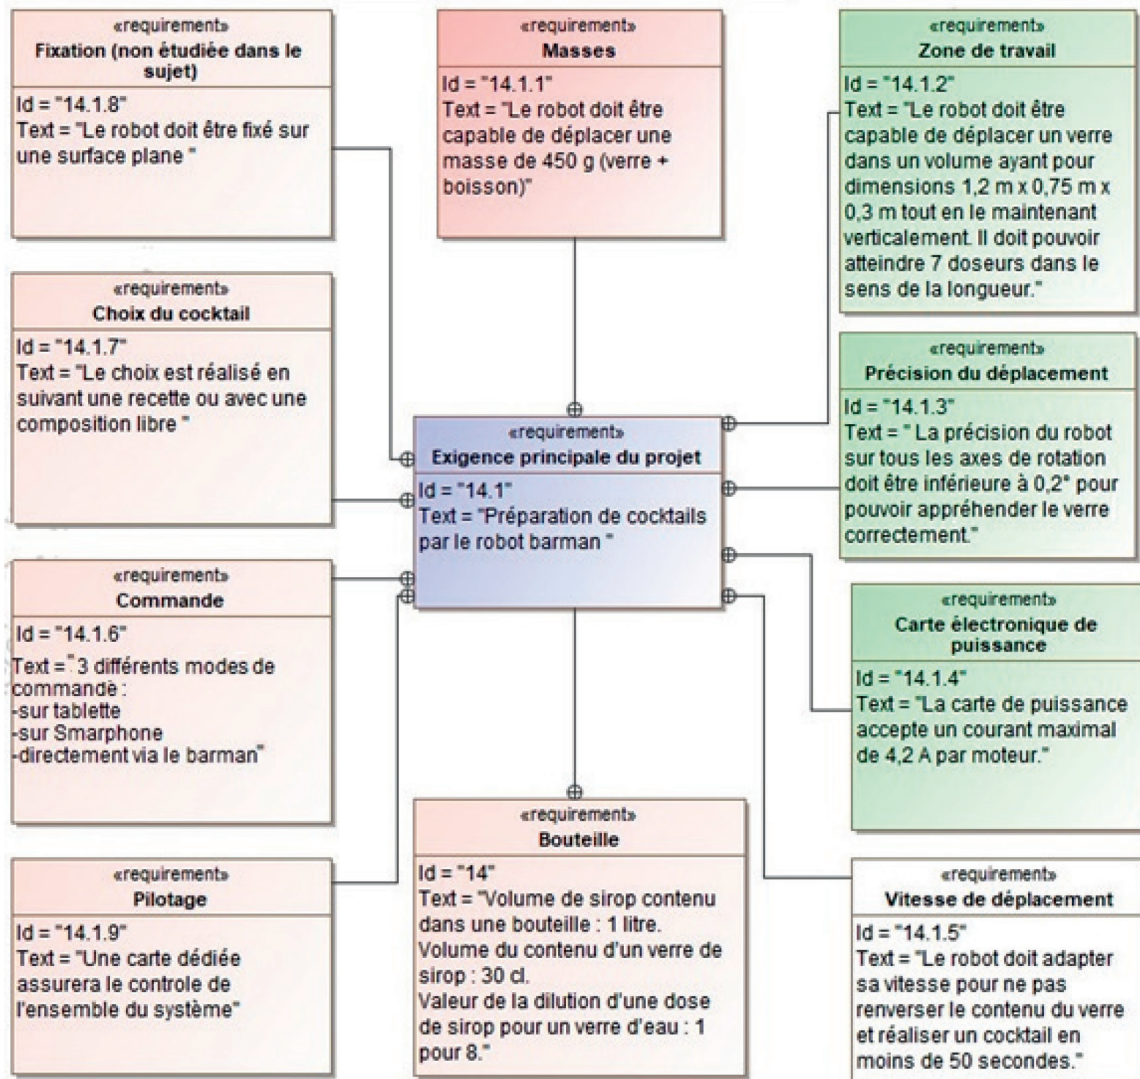 «requirement»
Fixation (non étudiée dans le
sujet)
Id = "14.1.8"
Text = "Le robot doit être fixé sur
une surface plane "
«requirement»
Masses
Id = "14.1.1"
Text = "Le robot doit être
capable de déplacer une
masse de 450 g (verre +
boisson)"
«requirement»
Zone de travail
Id = "14.1.2"
Text = "Le robot doit être
capable de déplacer un verre
dans un volume ayant pour
dimensions 1,2 m x 0,75 m x
0,3 m tout en le maintenant
verticalement. Il doit pouvoir
atteindre 7 doseurs dans le
sens de la longueur."
«requirement»
Choix du cocktail
Id = "14.1.7"
Text = "Le choix est réalisé en
suivant une recette ou avec une
composition libre "
«requirement»
Exigence principale du projet
Id = "14.1"
Text = "Préparation de cocktails
par le robot barman "
«requirement»
Précision du déplacement
Id = "14.1.3"
Text = " La précision du robot
sur tous les axes de rotation
doit être inférieure à 0,2° pour
pouvoir appréhender le verre
correctement."
«requirement»
Commande
Id = "14.1.6"
Text = " 3 différents modes de
commande :
-sur tablette
-sur Smarphone
-directement via le barman"
«requirement»
Carte électronique de
puissance
Id = "14.1.4"
Text = "La carte de puissance
accepte un courant maximal
de 4,2 A par moteur."
«requirement»
Pilotage
Id = "14.1.9"
Text = "Une carte dédiée
assurera le controle de
l'ensemble du système"
«requirement»
Bouteille
Id = "14"
Text = "Volume de sirop contenu
dans une bouteille : 1 litre.
Volume du contenu d'un verre de
sirop : 30 cl.
Valeur de la dilution d'une dose
de sirop pour un verre d'eau : 1
pour 8."
«requirement»
Vitesse de déplacement
Id = "14.1.5"
Text = "Le robot doit adapter
sa vitesse pour ne pas
renverser le contenu du verre
et réaliser un cocktail en
moins de 50 secondes."